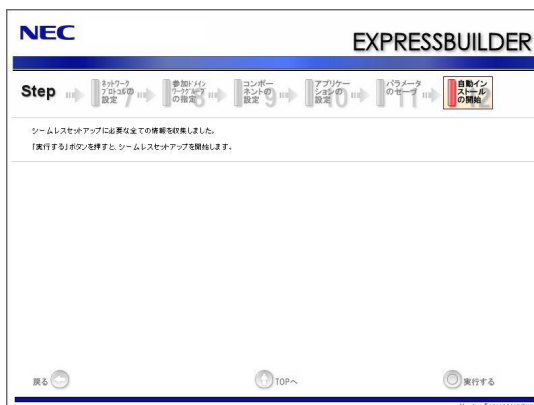 NEC
EXPRESSBUILDER
Step
ネットワーク
プロトコルの
設定
7
参加ドメイン
ワークグループ
の指定
8
コンポー
ネントの
設定
9
アプリケー
ションの
設定
10
パラメータ
のセーブ
11
自動イン
ストール
の開始
12
シームレスセットアップに必要な全ての情報を収集しました。
「実行する」ボタンを押すと、シームレスセットアップを開始します。
戻る
TOPへ
実行する